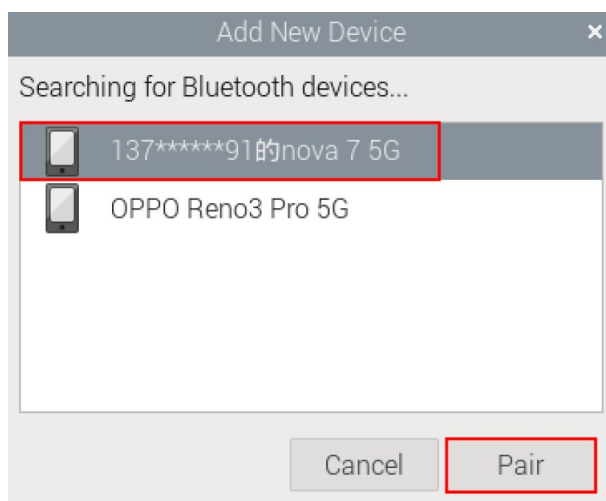 Add New Device
×
Searching for Bluetooth devices...
137******91的nova 7 5G
OPPO Reno3 Pro 5G
Cancel
Pair